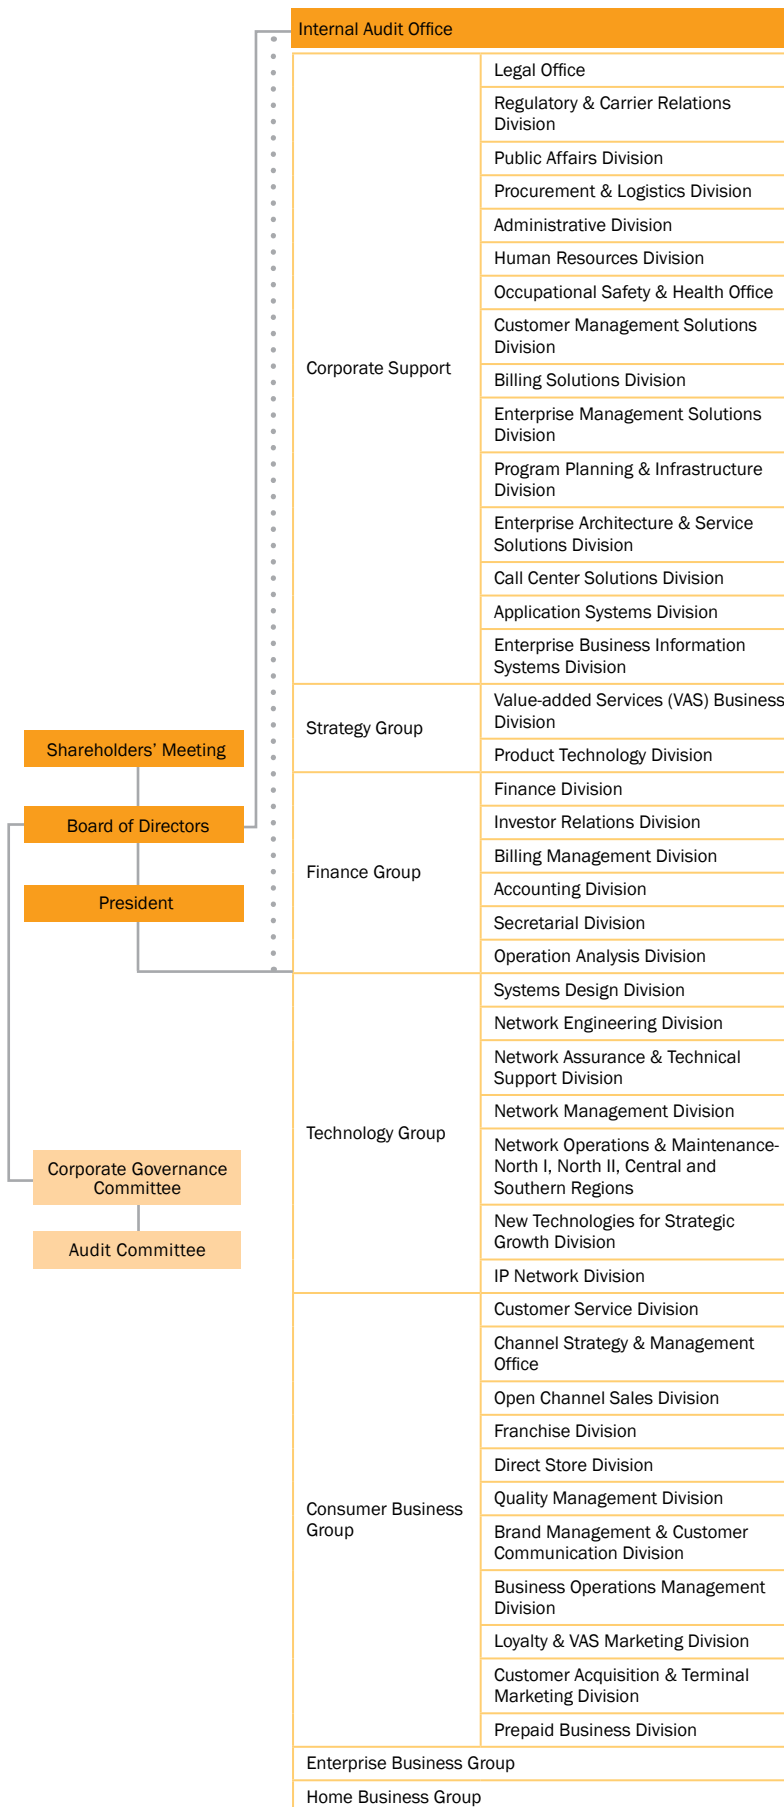 Internal Audit Office
Corporate Support
Legal Office
Regulatory & Carrier Relations
Division
Public Affairs Division
Procurement & Logistics Division
Administrative Division
Human Resources Division
Occupational Safety & Health Office
Customer Management Solutions
Division
Billing Solutions Division
Enterprise Management Solutions
Division
Program Planning & Infrastructure
Division
Enterprise Architecture & Service
Solutions Division
Call Center Solutions Division
Application Systems Division
Enterprise Business Information
Systems Division
Strategy Group
Value-added Services (VAS) Business
Division
Product Technology Division
Shareholders' Meeting
Board of Directors
President
Finance Group
Finance Division
Investor Relations Division
Billing Management Division
Accounting Division
Secretarial Division
Operation Analysis Division
Technology Group
Systems Design Division
Network Engineering Division
Network Assurance & Technical
Support Division
Network Management Division
Network Operations & Maintenance-
North I, North II, Central and
Southern Regions
New Technologies for Strategic
Growth Division
IP Network Division
Corporate Governance
Committee
Audit Committee
Consumer Business
Group
Customer Service Division
Channel Strategy & Management
Office
Open Channel Sales Division
Franchise Division
Direct Store Division
Quality Management Division
Brand Management & Customer
Communication Division
Business Operations Management
Division
Loyalty & VAS Marketing Division
Customer Acquisition & Terminal
Marketing Division
Prepaid Business Division
Enterprise Business Group
Home Business Group